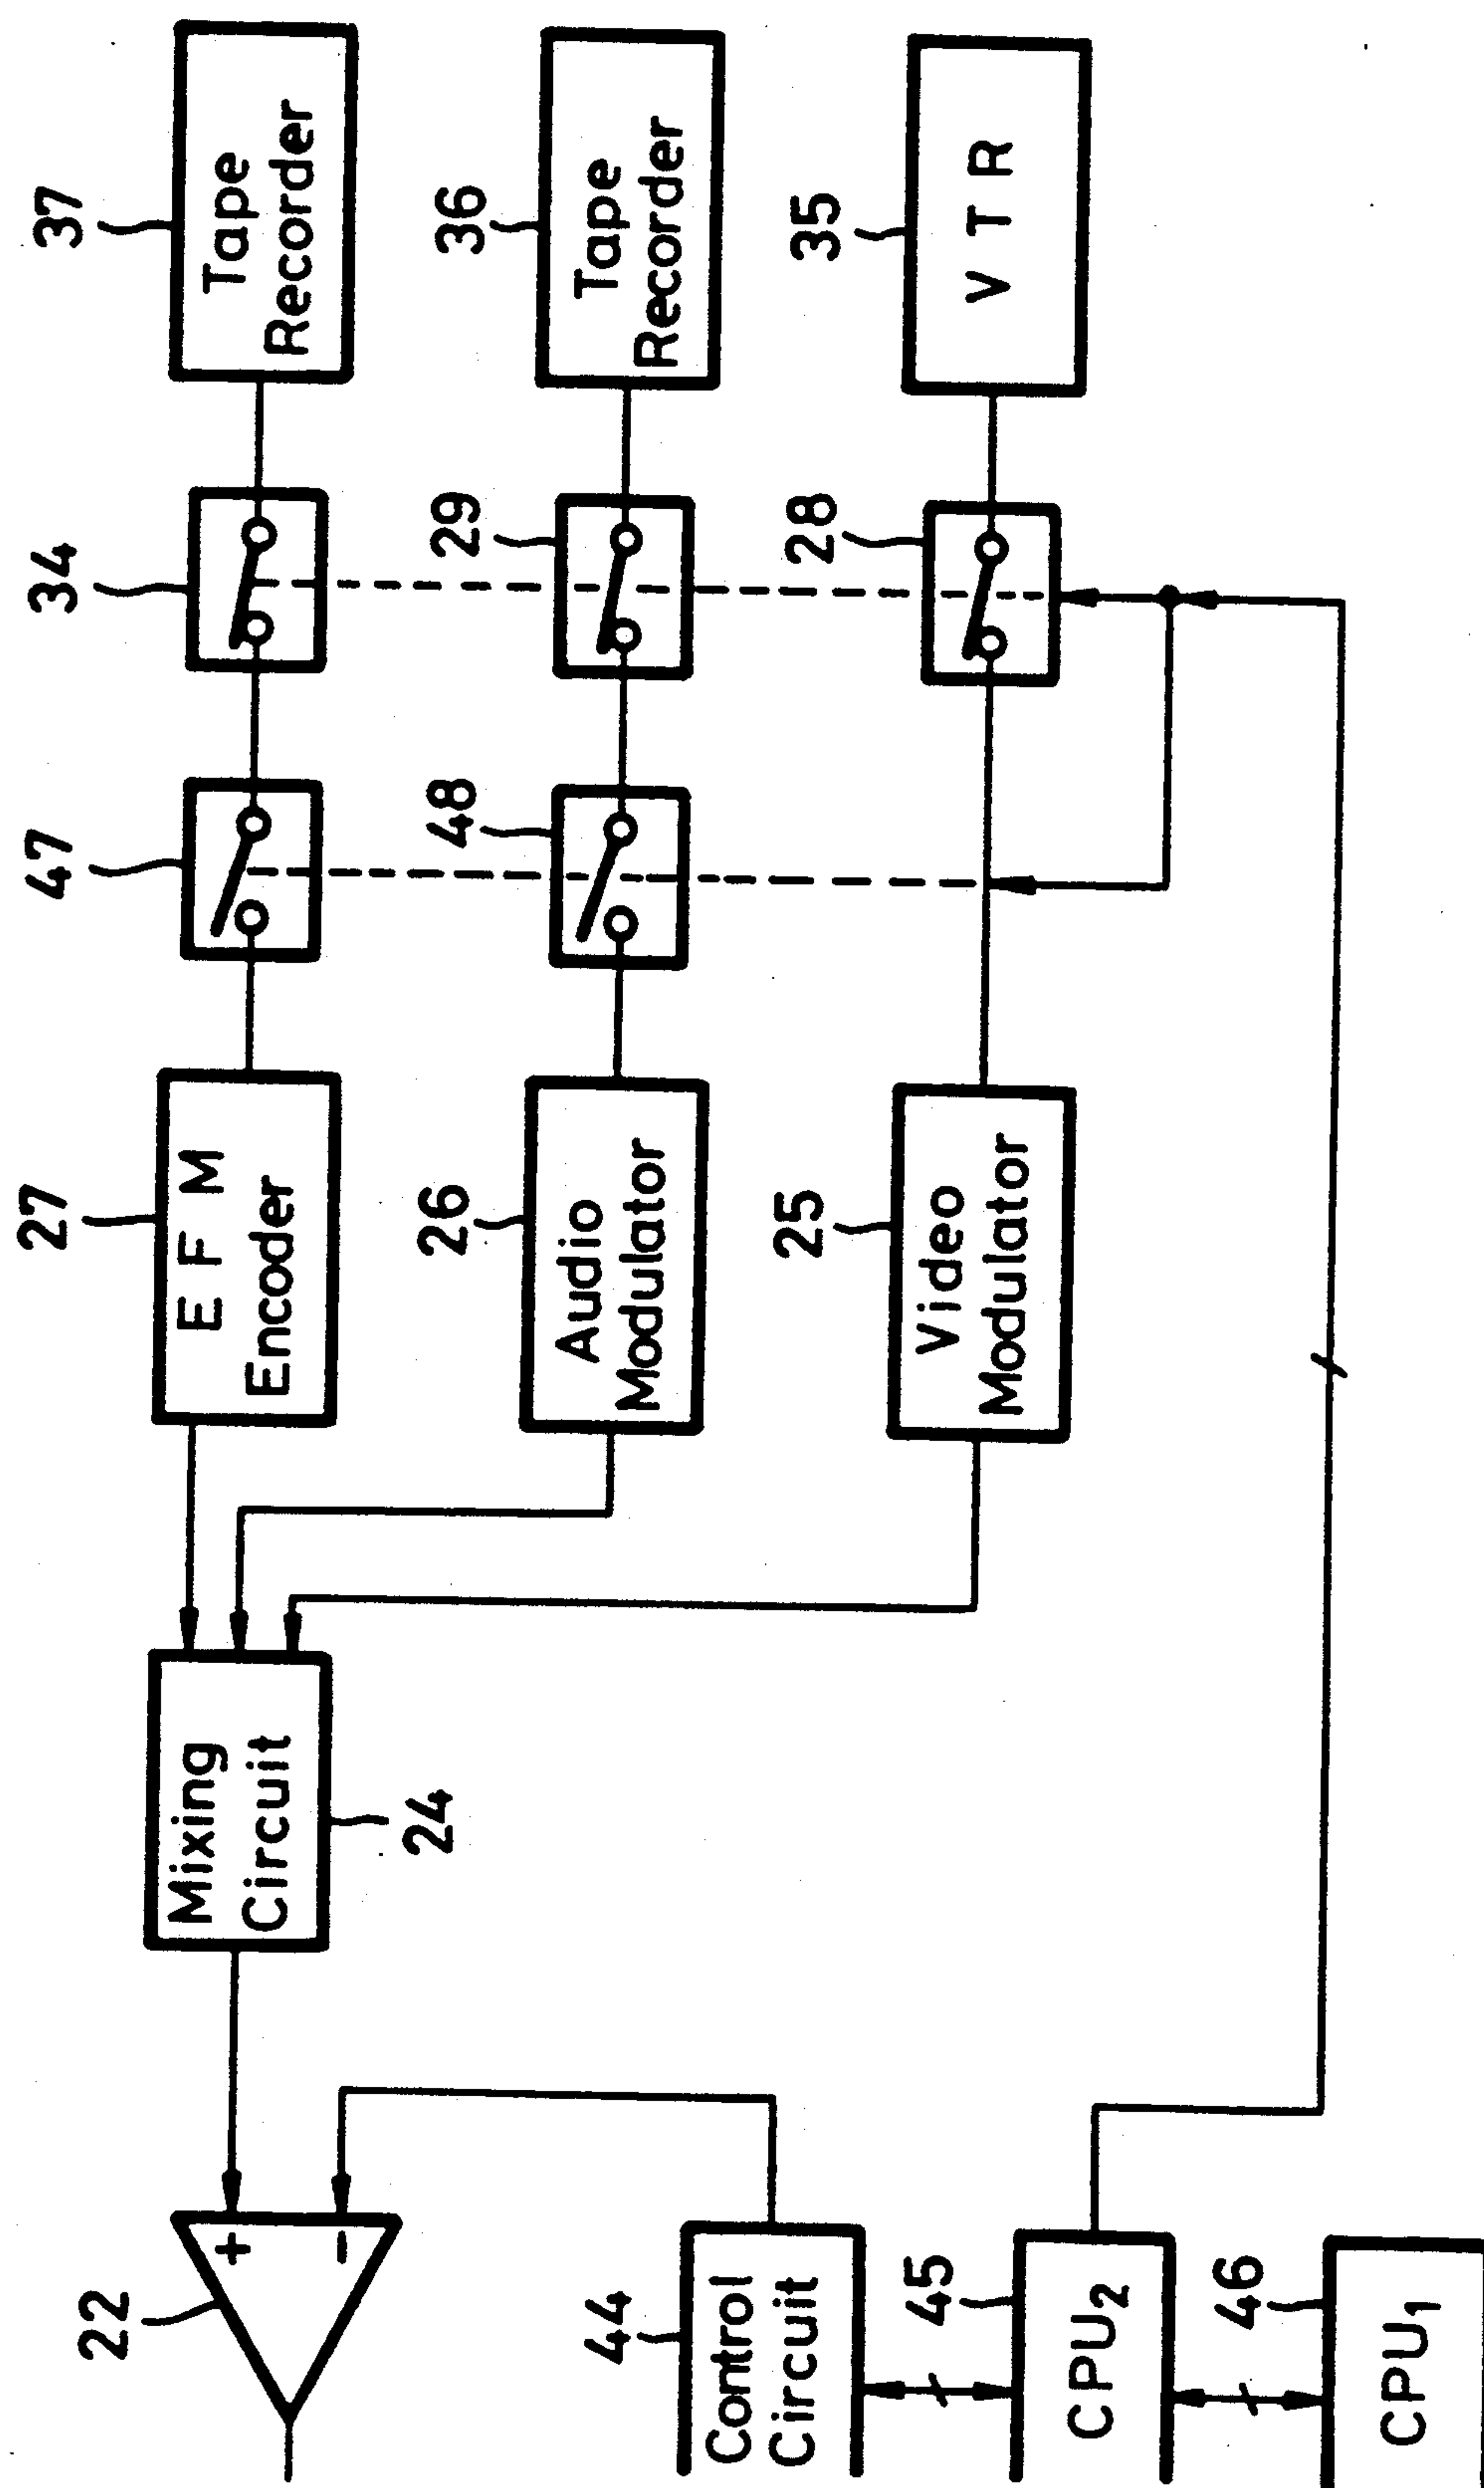 22
+
−
Mixing
Circuit
24
27
E F M
Encoder
47
34
37
Tape
Recorder
26
Audio
Modulator
48
29
36
Tape
Recorder
44
Control
Circuit
25
Video
Modulator
28
35
V T R
45
CPU₂
46
CPU₁